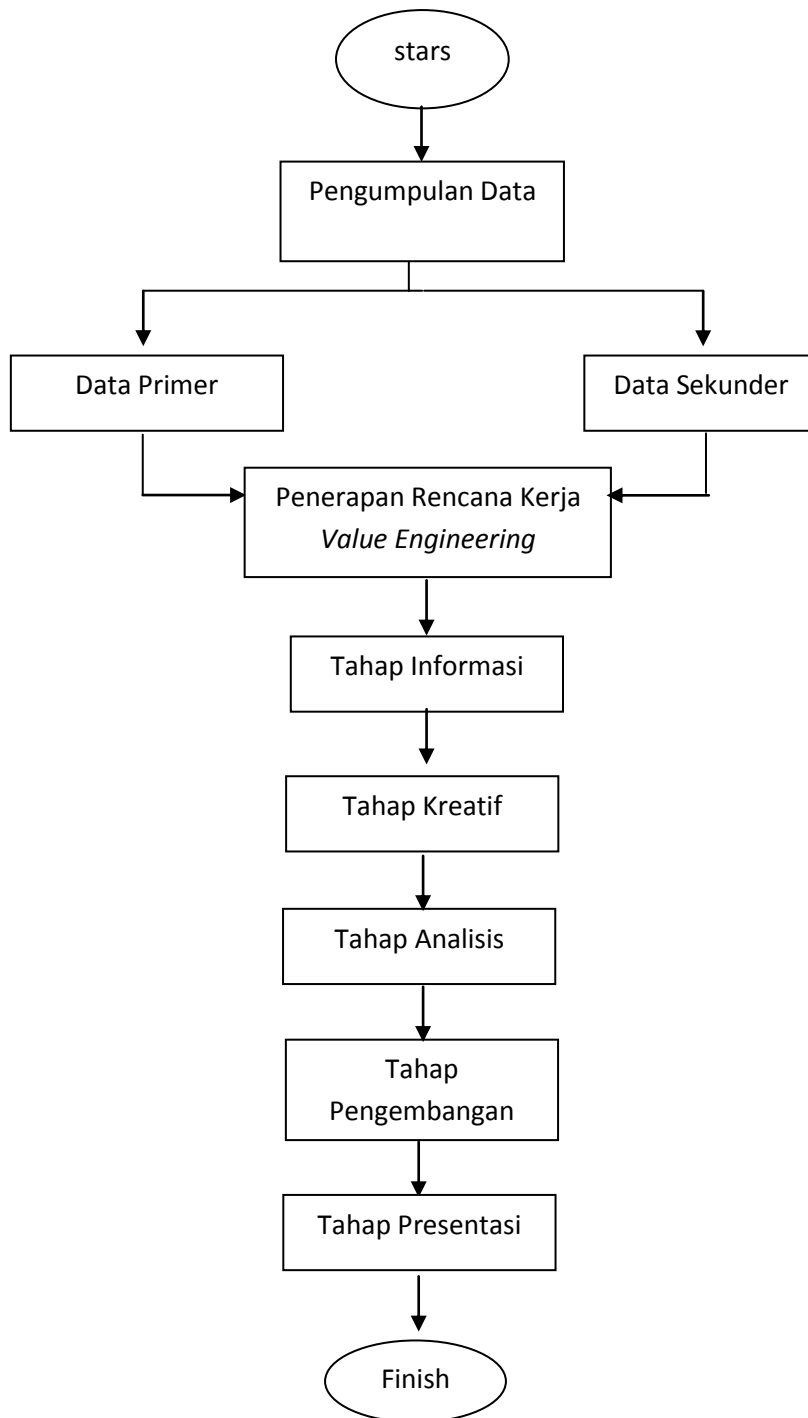 stars
Pengumpulan Data
Data Primer
Data Sekunder
Penerapan Rencana Kerja
Value Engineering
Tahap Informasi
Tahap Kreatif
Tahap Analisis
Tahap
Pengembangan
Tahap Presentasi
Finish